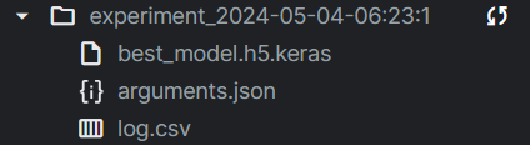 experiment_2024-05-04-06:23:1
best_model.h5.keras
arguments.json
log.csv